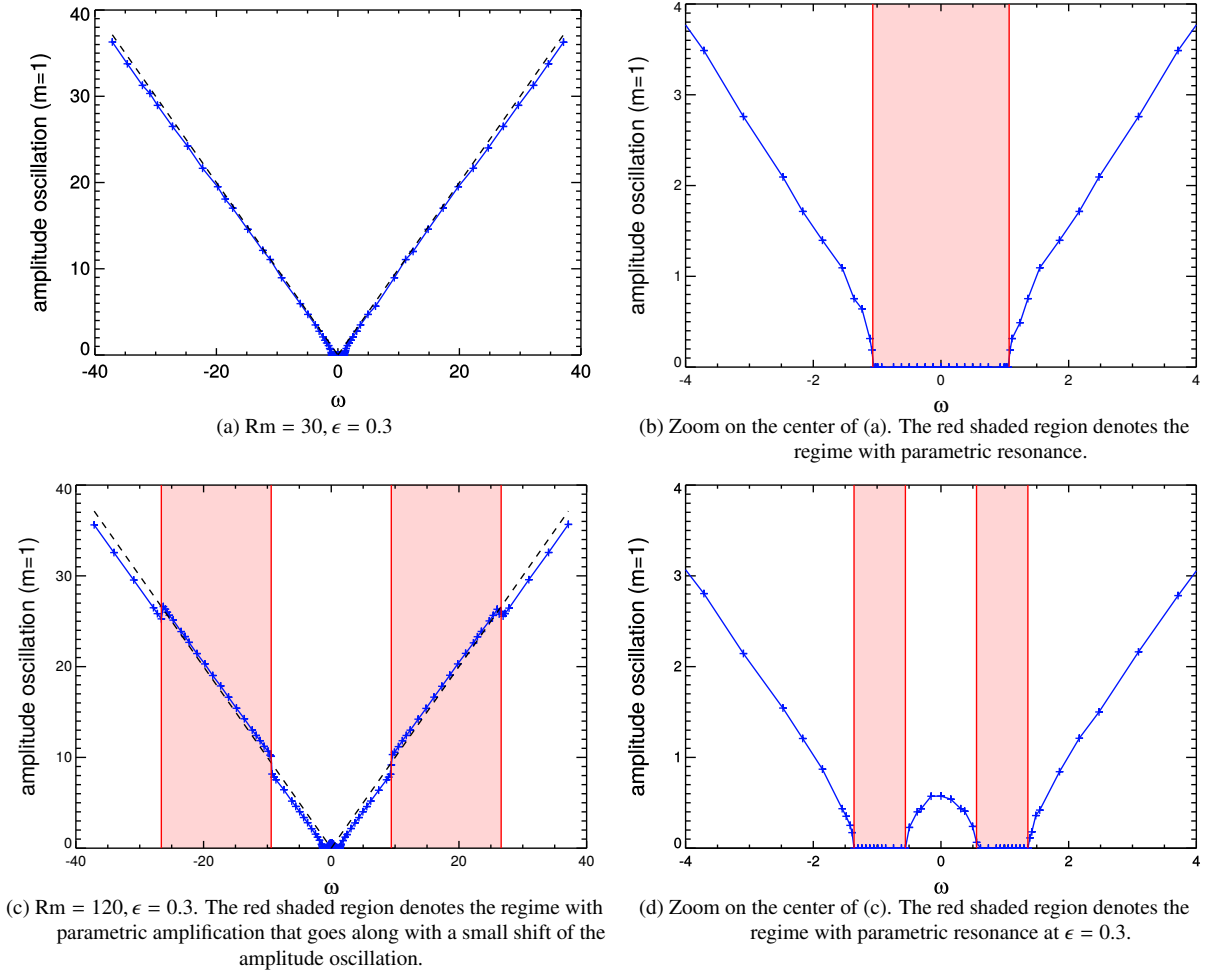 40
30
20
10
0
-40
-20
0
20
40
amplitude oscillation (m=1)
ω
(a) Rm = 30, ϵ = 0.3
4
3
2
1
0
-4
-2
0
2
4
amplitude oscillation (m=1)
ω
(b) Zoom on the center of (a). The red shaded region denotes the
regime with parametric resonance.
40
30
20
10
0
-40
-20
0
20
40
amplitude oscillation (m=1)
ω
(c) Rm = 120, ϵ = 0.3. The red shaded region denotes the regime with
parametric amplification that goes along with a small shift of the
amplitude oscillation.
4
3
2
1
0
-4
-2
0
2
4
amplitude oscillation (m=1)
ω
(d) Zoom on the center of (c). The red shaded region denotes the
regime with parametric resonance at ϵ = 0.3.